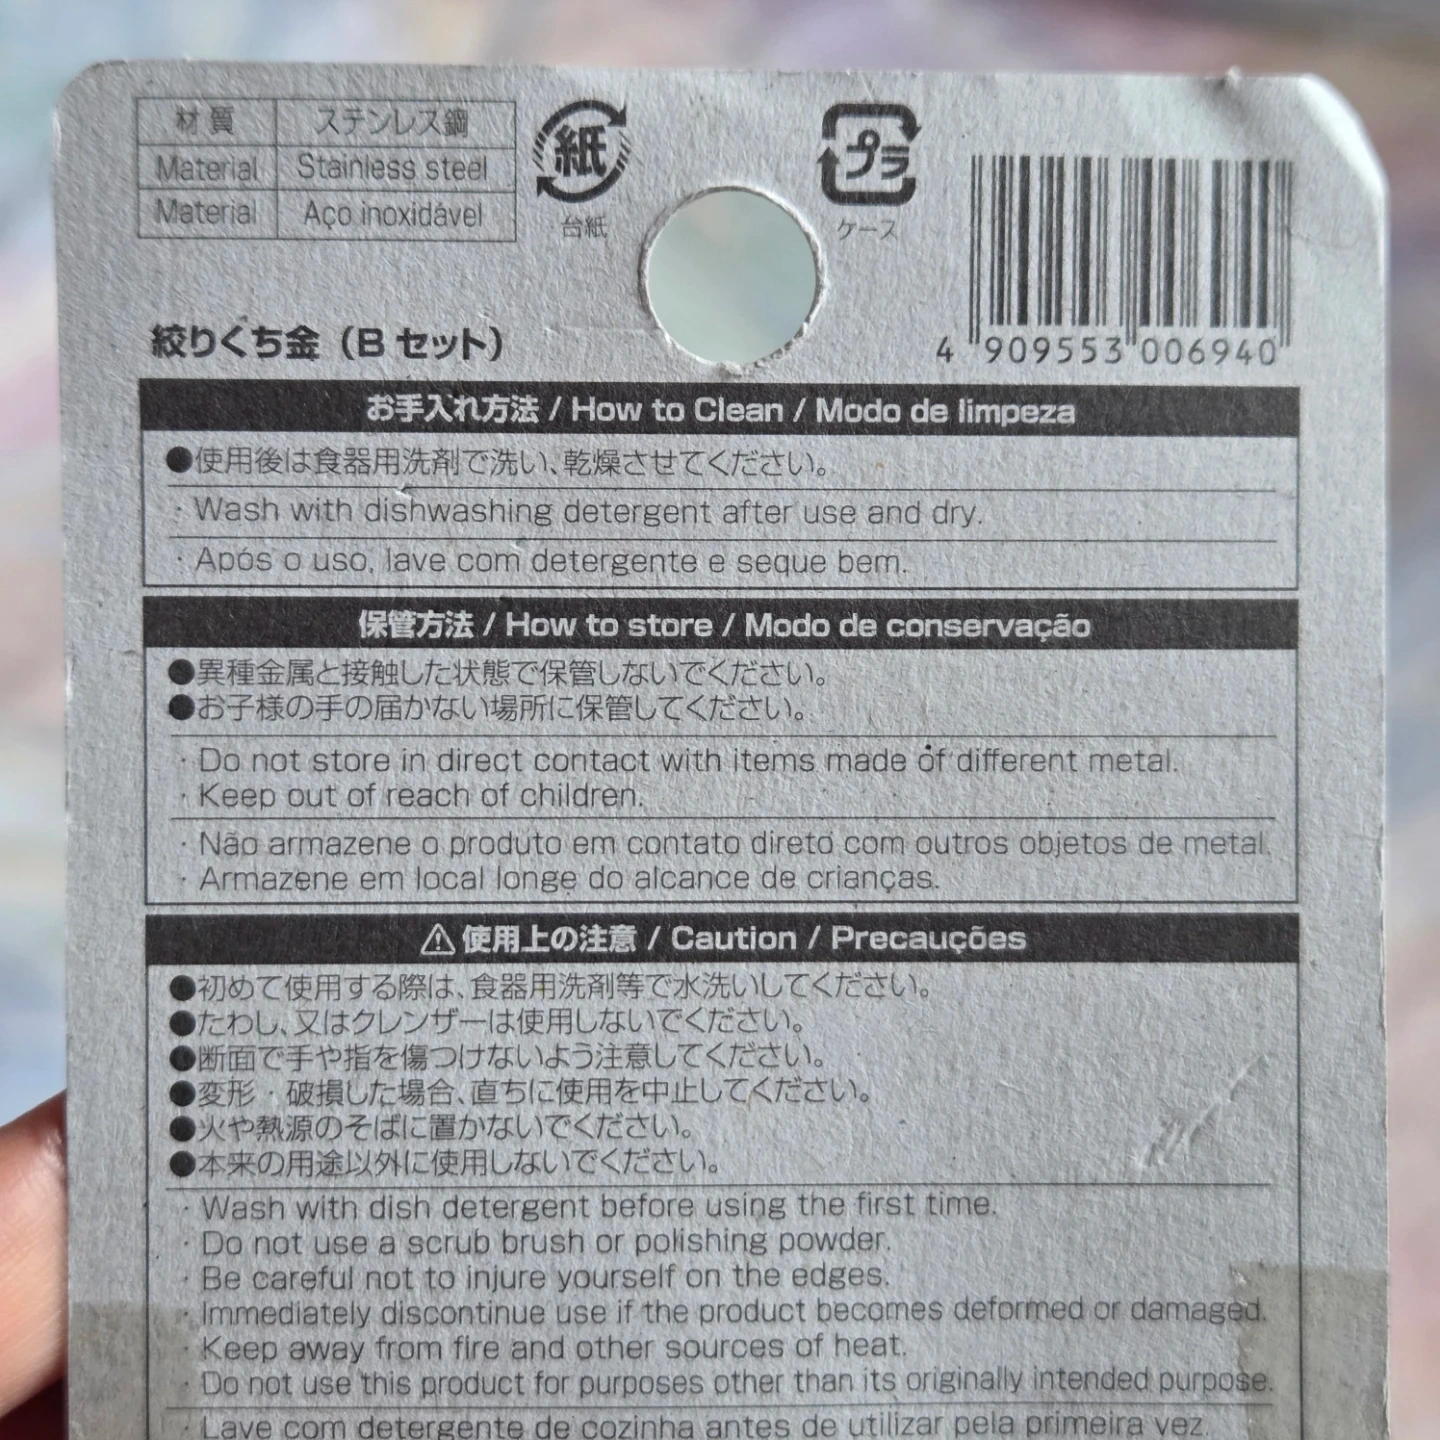 材質 ステンレス鋼
Material Stainless steel
Material Aço inoxidável
紙
台紙
プラ
ケース
4 909553 006940
絞りくち金（B セット）
お手入れ方法 / How to Clean / Modo de limpeza
●使用後は食器用洗剤で洗い、乾燥させてください。
· Wash with dishwashing detergent after use and dry.
· Após o uso, lave com detergente e seque bem.
保管方法 / How to store / Modo de conservação
●異種金属と接触した状態で保管しないでください。
●お子様の手の届かない場所に保管してください。
· Do not store in direct contact with items made of different metal.
· Keep out of reach of children.
· Não armazene o produto em contato direto com outros objetos de metal.
· Armazene em local longe do alcance de crianças.
⚠使用上の注意 / Caution / Precauções
●初めて使用する際は、食器用洗剤等で水洗いしてください。
●たわし、又はクレンザーは使用しないでください。
●断面で手や指を傷つけないよう注意してください。
●変形・破損した場合、直ちに使用を中止してください。
●火や熱源のそばに置かないでください。
●本来の用途以外に使用しないでください。
· Wash with dish detergent before using the first time.
· Do not use a scrub brush or polishing powder.
· Be careful not to injure yourself on the edges.
· Immediately discontinue use if the product becomes deformed or damaged.
· Keep away from fire and other sources of heat.
· Do not use this product for purposes other than its originally intended purpose.
· Lave com detergente de cozinha antes de utilizar pela primeira vez.